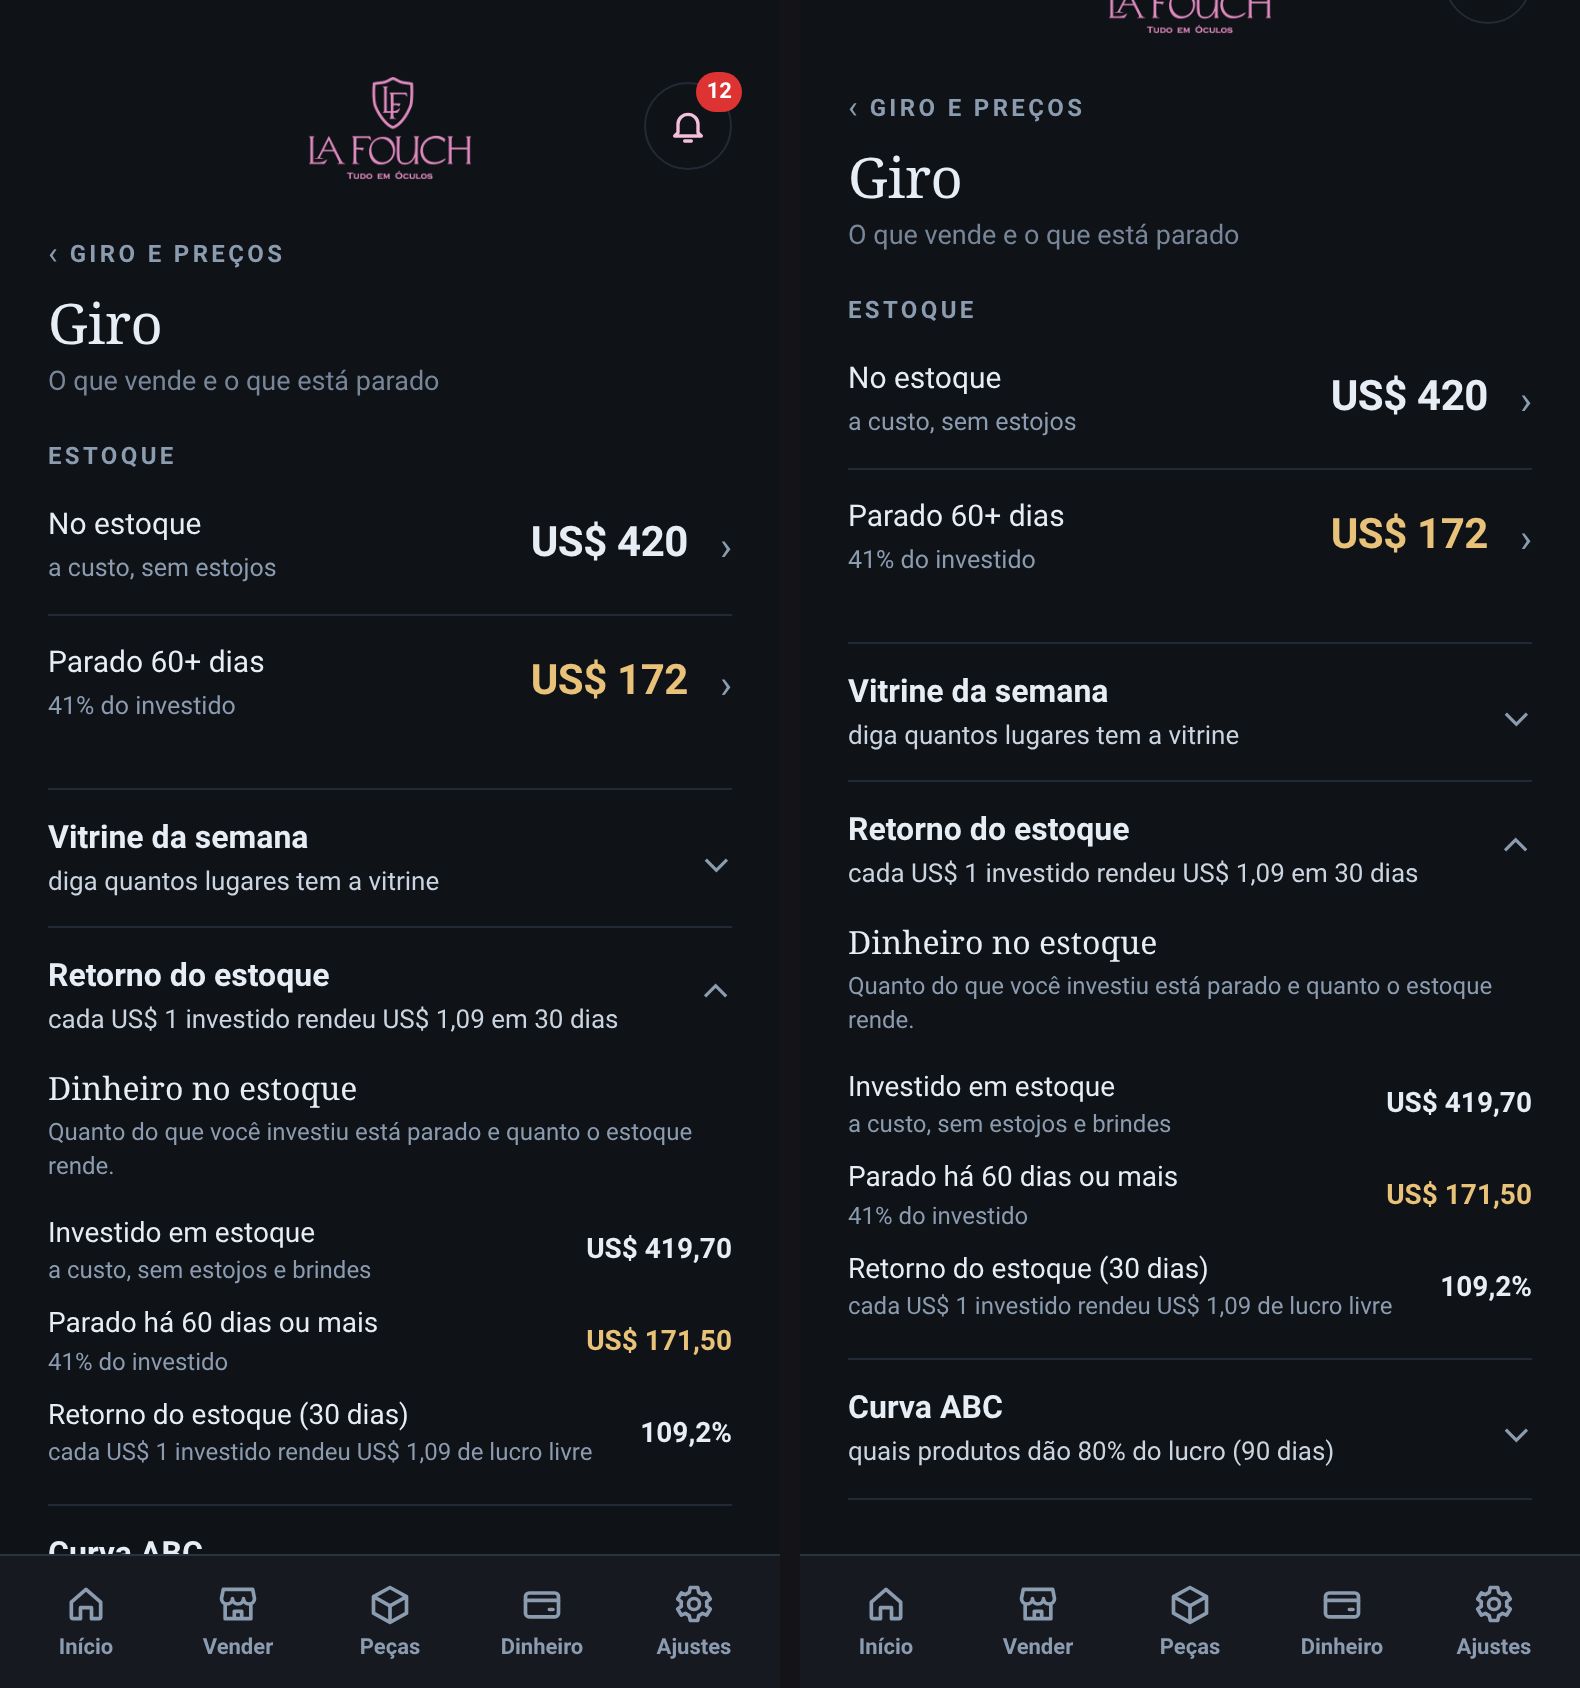 LF
LA FOUCH
TUDO EM ÓCULOS
12
‹ GIRO E PREÇOS
Giro
O que vende e o que está parado
ESTOQUE
No estoque
a custo, sem estojos
US$ 420 ›
Parado 60+ dias
41% do investido
US$ 172 ›
Vitrine da semana
diga quantos lugares tem a vitrine
Retorno do estoque
cada US$ 1 investido rendeu US$ 1,09 em 30 dias
Dinheiro no estoque
Quanto do que você investiu está parado e quanto o estoque
rende.
Investido em estoque
a custo, sem estojos e brindes
US$ 419,70
Parado há 60 dias ou mais
41% do investido
US$ 171,50
Retorno do estoque (30 dias)
cada US$ 1 investido rendeu US$ 1,09 de lucro livre
109,2%
Curva ABC
Início
Vender
Peças
Dinheiro
Ajustes
LA FOUCH
TUDO EM ÓCULOS
‹ GIRO E PREÇOS
Giro
O que vende e o que está parado
ESTOQUE
No estoque
a custo, sem estojos
US$ 420 ›
Parado 60+ dias
41% do investido
US$ 172 ›
Vitrine da semana
diga quantos lugares tem a vitrine
Retorno do estoque
cada US$ 1 investido rendeu US$ 1,09 em 30 dias
Dinheiro no estoque
Quanto do que você investiu está parado e quanto o estoque
rende.
Investido em estoque
a custo, sem estojos e brindes
US$ 419,70
Parado há 60 dias ou mais
41% do investido
US$ 171,50
Retorno do estoque (30 dias)
cada US$ 1 investido rendeu US$ 1,09 de lucro livre
109,2%
Curva ABC
quais produtos dão 80% do lucro (90 dias)
Início
Vender
Peças
Dinheiro
Ajustes